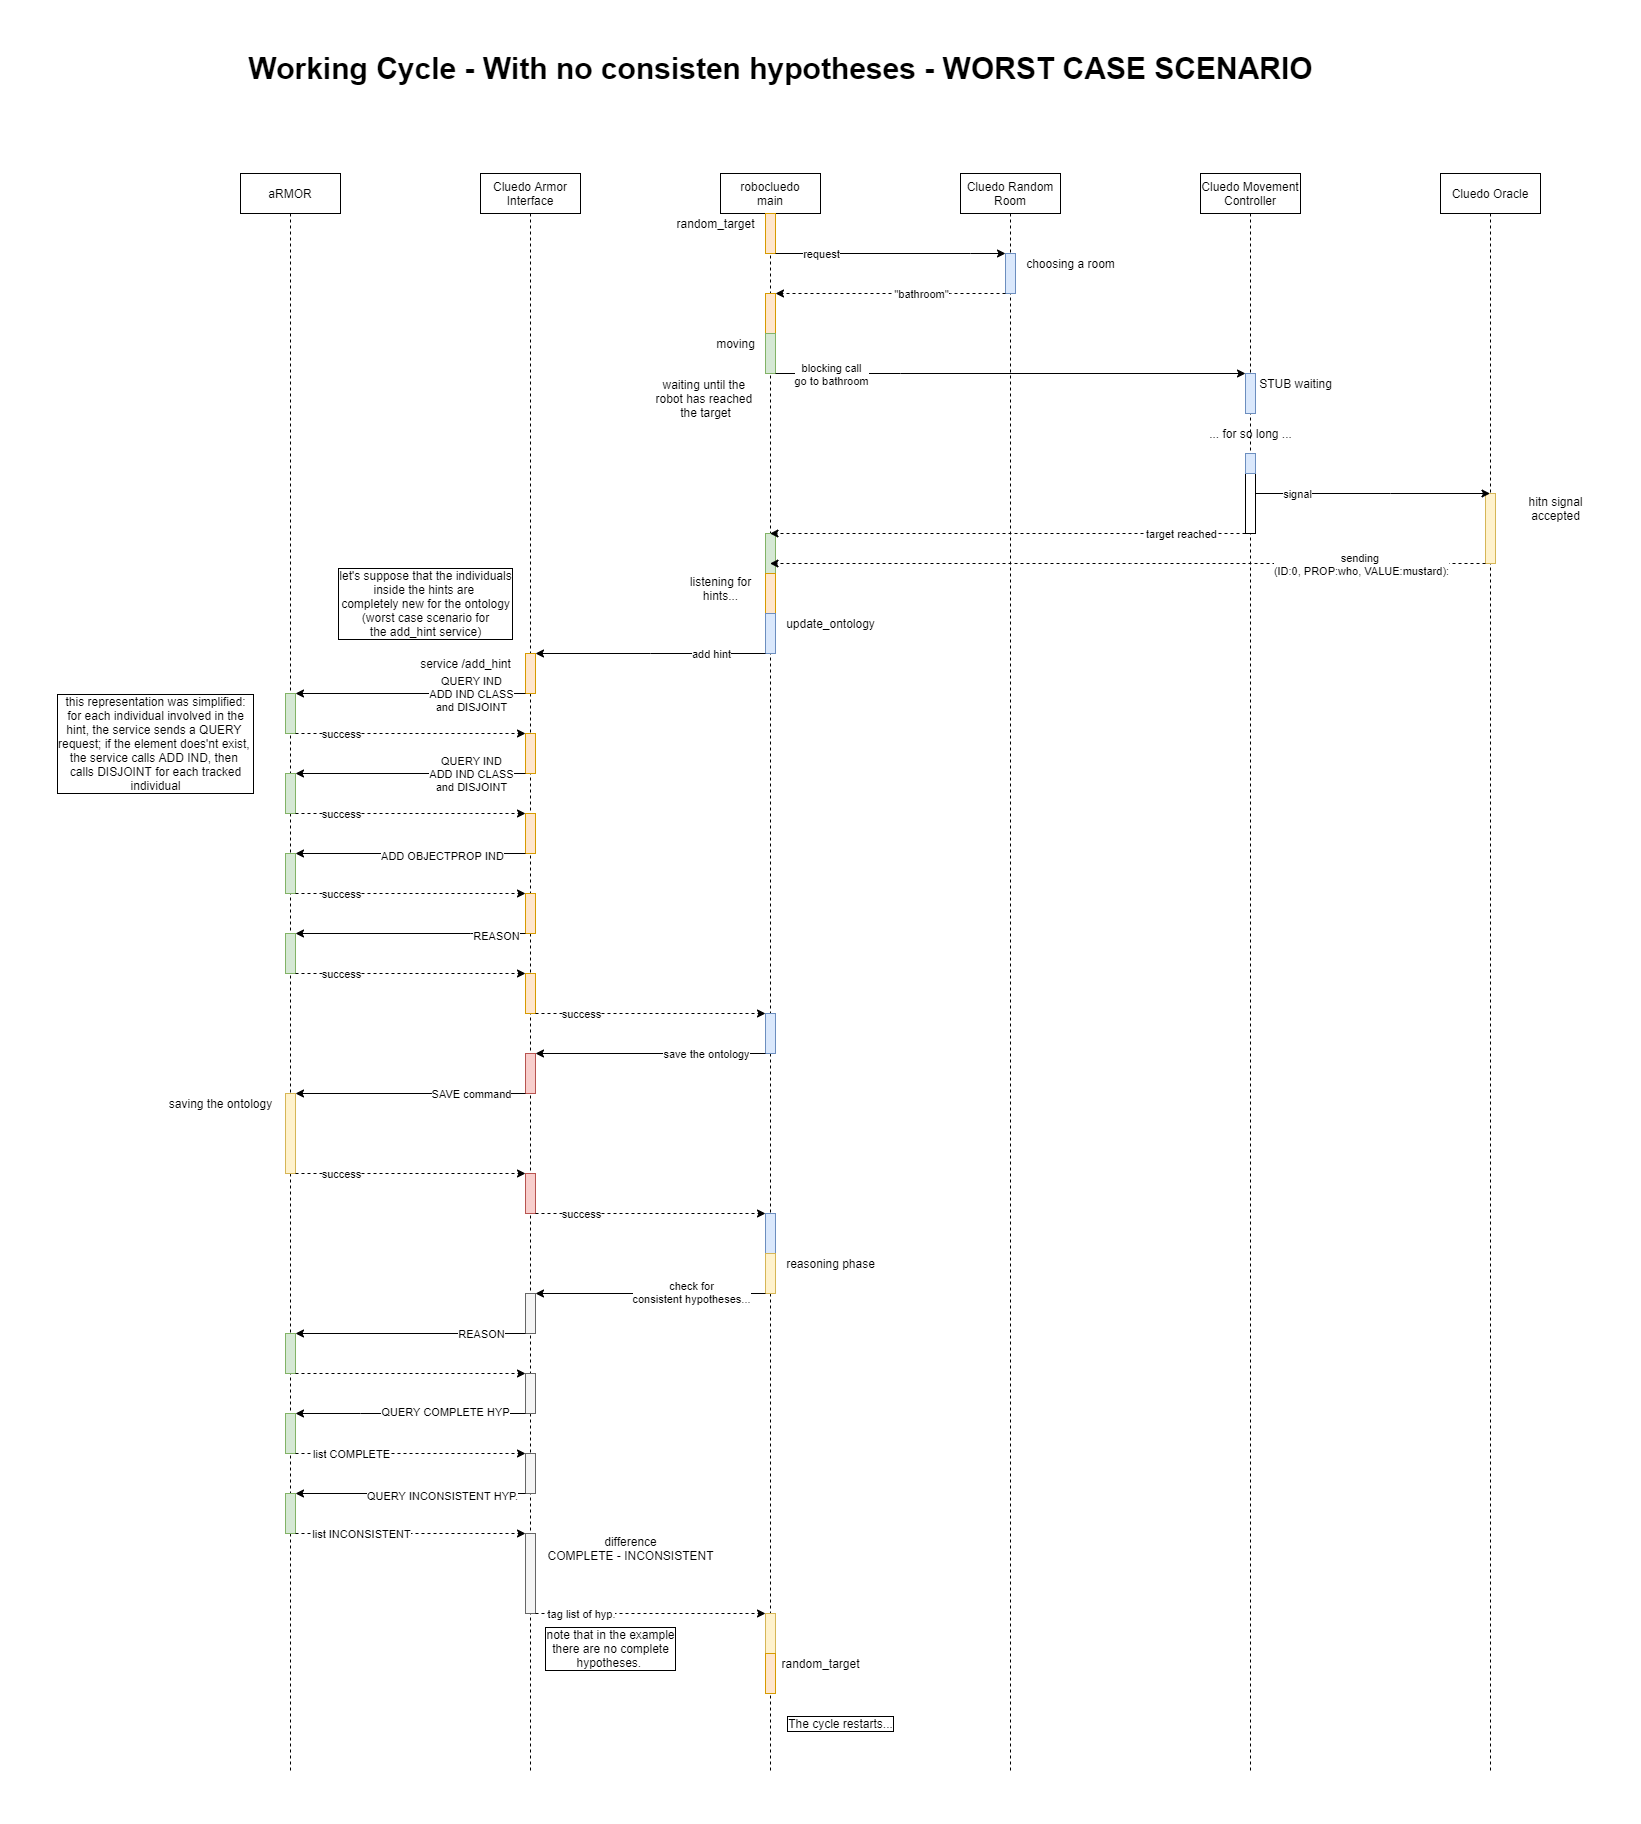 Working Cycle - With no consisten hypotheses - WORST CASE SCENARIO
aRMOR
Cluedo Armor
Interface
robocluedo
main
Cluedo Random
Room
Cluedo Movement
Controller
Cluedo Oracle
random_target
request
choosing a room
"bathroom"
moving
blocking call
go to bathroom
waiting until the
robot has reached
the target
STUB waiting
... for so long ...
signal
hitn signal
accepted
target reached
sending
(ID:0, PROP:who, VALUE:mustard):
let's suppose that the individuals
inside the hints are
completely new for the ontology
(worst case scenario for
the add_hint service)
listening for
hints...
update_ontology
add hint
service /add_hint
QUERY IND
ADD IND CLASS
and DISJOINT
this representation was simplified:
for each individual involved in the
hint, the service sends a QUERY
request; if the element does'nt exist,
the service calls ADD IND, then
calls DISJOINT for each tracked
individual
success
QUERY IND
ADD IND CLASS
and DISJOINT
success
ADD OBJECTPROP IND
success
REASON
success
success
save the ontology
SAVE command
saving the ontology
success
success
reasoning phase
check for
consistent hypotheses...
REASON
QUERY COMPLETE HYP
list COMPLETE
QUERY INCONSISTENT HYP.
list INCONSISTENT
difference
COMPLETE - INCONSISTENT
tag list of hyp.
note that in the example
there are no complete
hypotheses.
random_target
The cycle restarts...